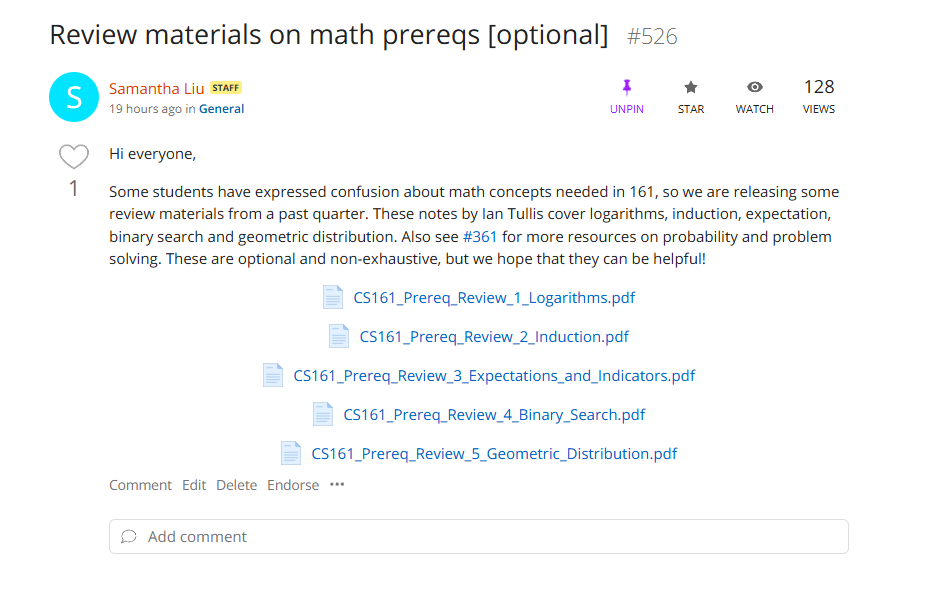 Review materials on math prereqs [optional] #526
S
Samantha Liu STAFF
19 hours ago in General
UNPIN
STAR
WATCH
128
VIEWS
1
Hi everyone,
Some students have expressed confusion about math concepts needed in 161, so we are releasing some
review materials from a past quarter. These notes by Ian Tullis cover logarithms, induction, expectation,
binary search and geometric distribution. Also see #361 for more resources on probability and problem
solving. These are optional and non-exhaustive, but we hope that they can be helpful!
CS161_Prereq_Review_1_Logarithms.pdf
CS161_Prereq_Review_2_Induction.pdf
CS161_Prereq_Review_3_Expectations_and_Indicators.pdf
CS161_Prereq_Review_4_Binary_Search.pdf
CS161_Prereq_Review_5_Geometric_Distribution.pdf
Comment Edit Delete Endorse ···
Add comment